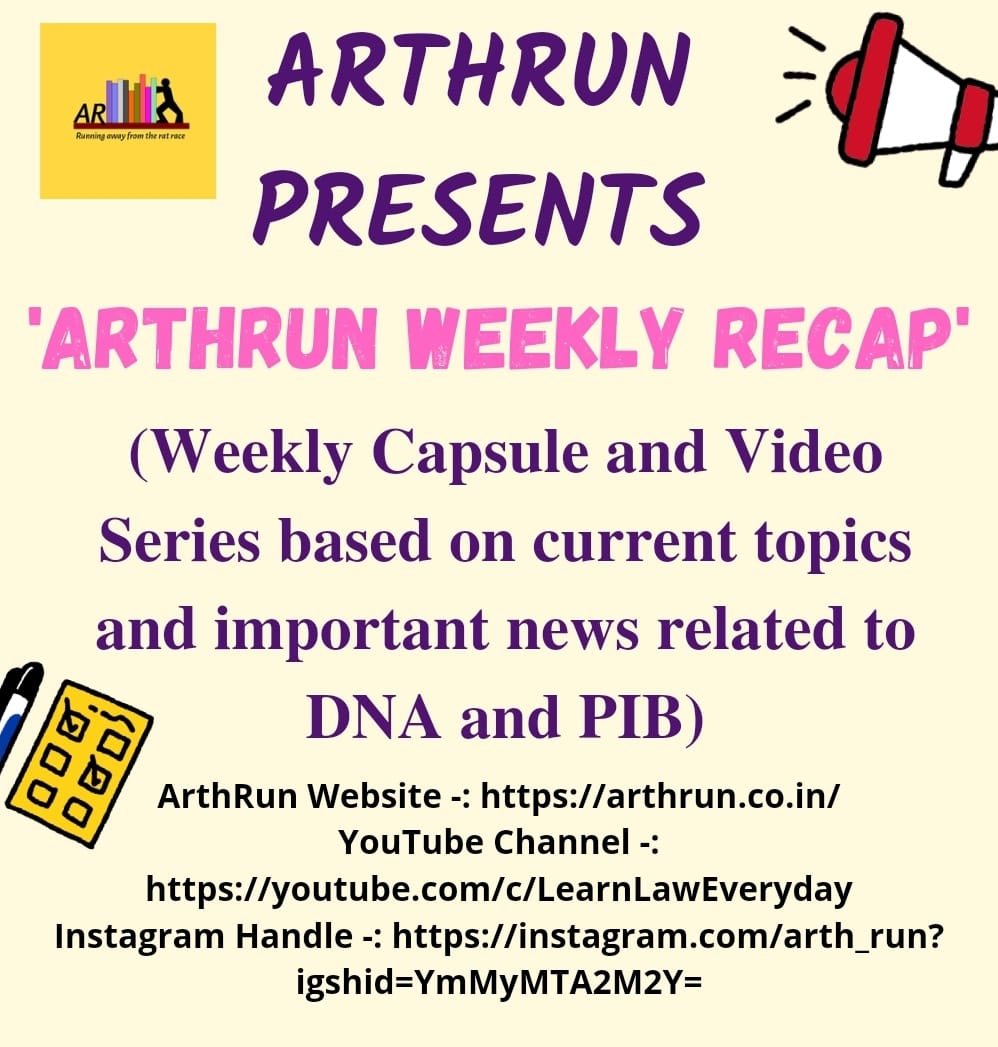 AR
Running away from the rat race
ARTHRUN
PRESENTS
'ARTHRUN WEEKLY RECAP'
(Weekly Capsule and Video
Series based on current topics
and important news related to
DNA and PIB)
ArthRun Website -: https://arthrun.co.in/
YouTube Channel -:
https://youtube.com/c/LearnLawEveryday
Instagram Handle -: https://instagram.com/arth_run?
igshid=YmMyMTA2M2Y=